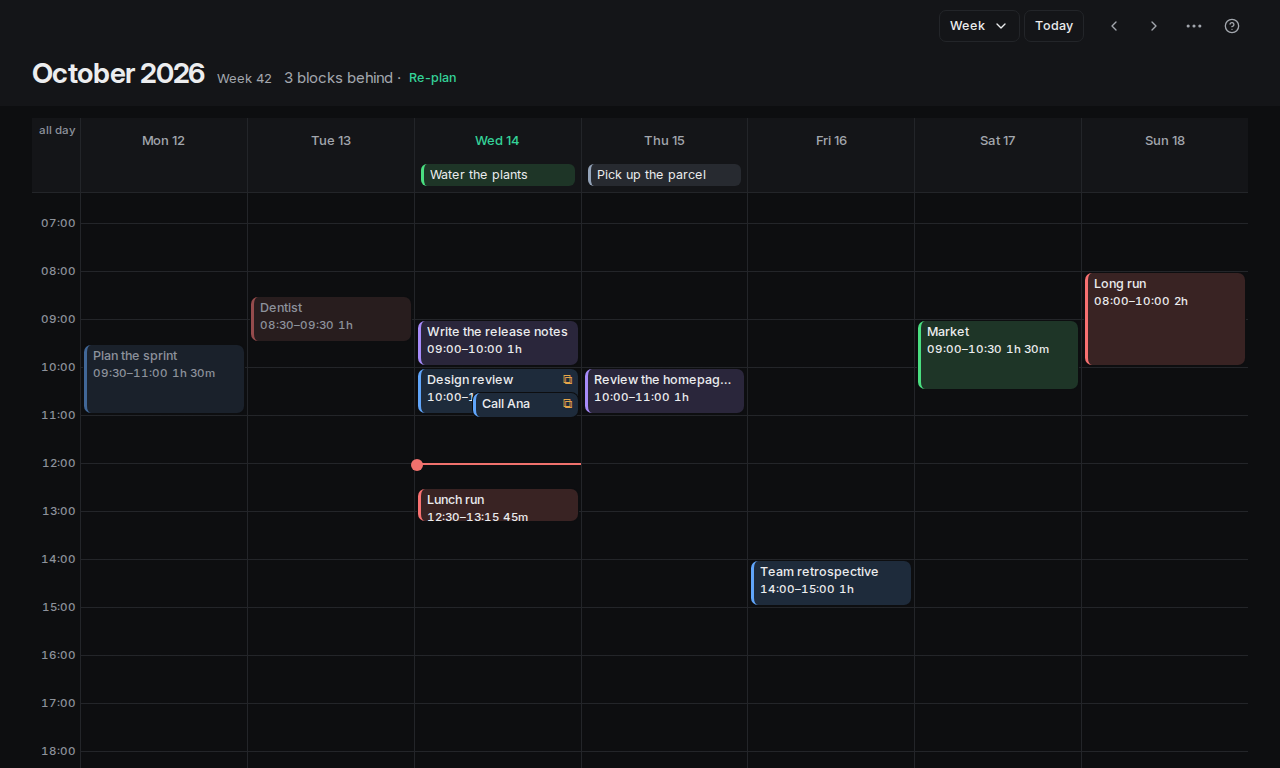 Week
Today
October 2026 Week 42 3 blocks behind · Re-plan
all day
Mon 12
Tue 13
Wed 14
Thu 15
Fri 16
Sat 17
Sun 18
Water the plants
Pick up the parcel
07:00
08:00
09:00
10:00
11:00
12:00
13:00
14:00
15:00
16:00
17:00
18:00
Plan the sprint
09:30–11:00 1h 30m
Dentist
08:30–09:30 1h
Write the release notes
09:00–10:00 1h
Design review
10:00–1
Call Ana
Lunch run
12:30–13:15 45m
Review the homepag...
10:00–11:00 1h
Team retrospective
14:00–15:00 1h
Market
09:00–10:30 1h 30m
Long run
08:00–10:00 2h